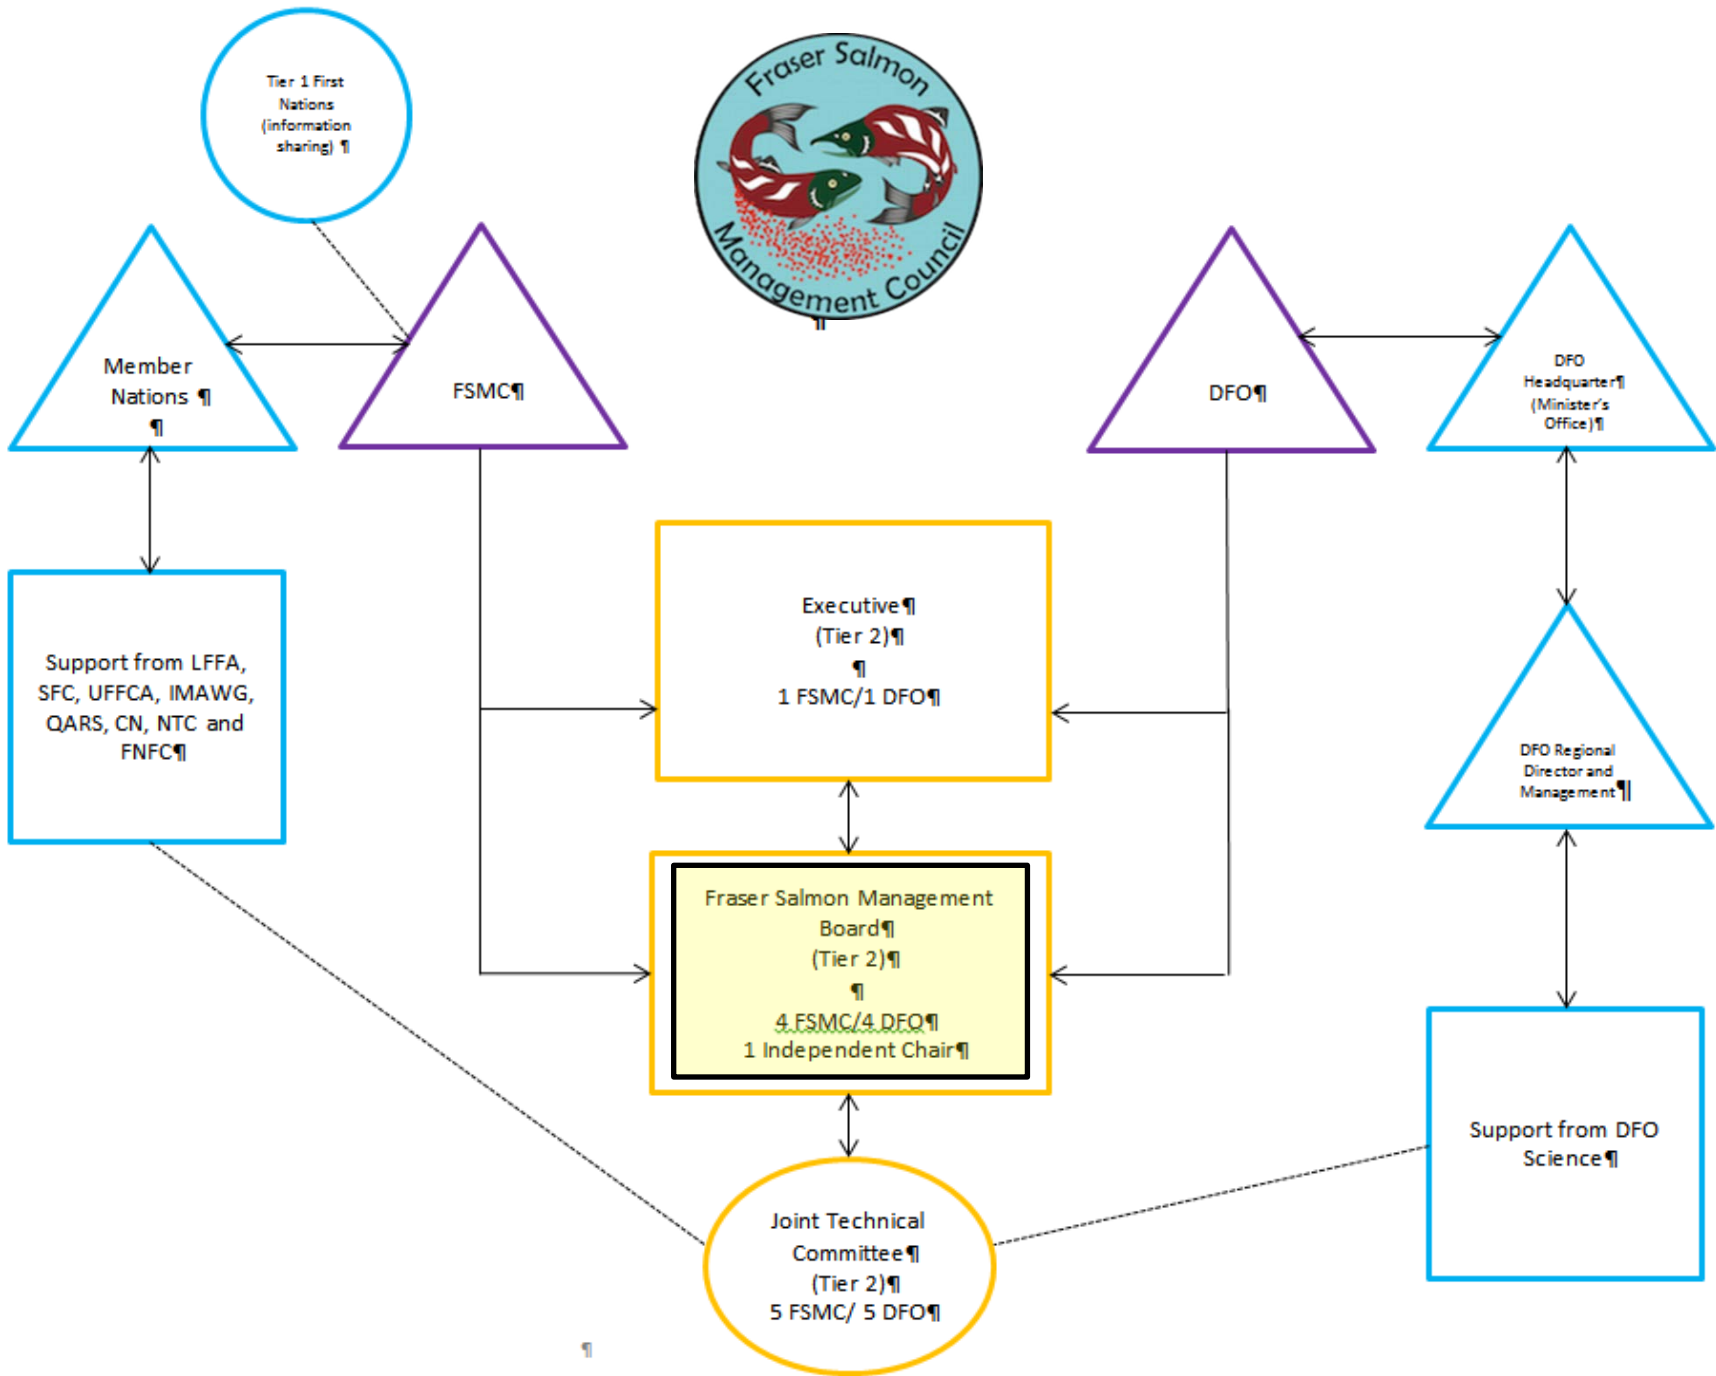 Tier 1 First
Nations
(information
sharing) ¶
Fraser Salmon
Management Council
¶
Member
Nations ¶
¶
FSMC¶
DFO¶
DFO
Headquarter¶
(Minister's
Office)¶
Executive¶
(Tier 2)¶
¶
1 FSMC/1 DFO¶
Support from LFFA,
SFC, UFFCA, IMAWG,
QARS, CN, NTC and
FNFC¶
DFO Regional
Director and
Management¶
Fraser Salmon Management
Board¶
(Tier 2)¶
¶
4 FSMC/4 DFO¶
1 Independent Chair¶
Support from DFO
Science¶
Joint Technical
Committee¶
(Tier 2)¶
5 FSMC/ 5 DFO¶
¶